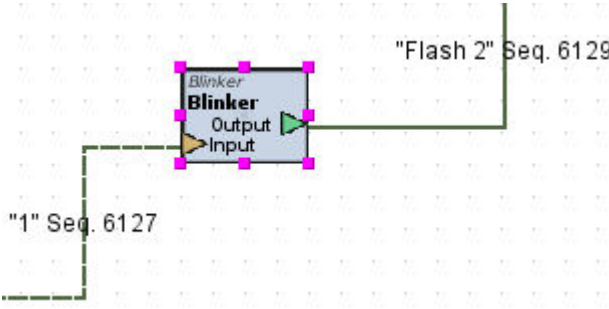 "Flash 2" Seq. 6129
Blinker
Blinker
Output
Input
"1" Seq. 6127